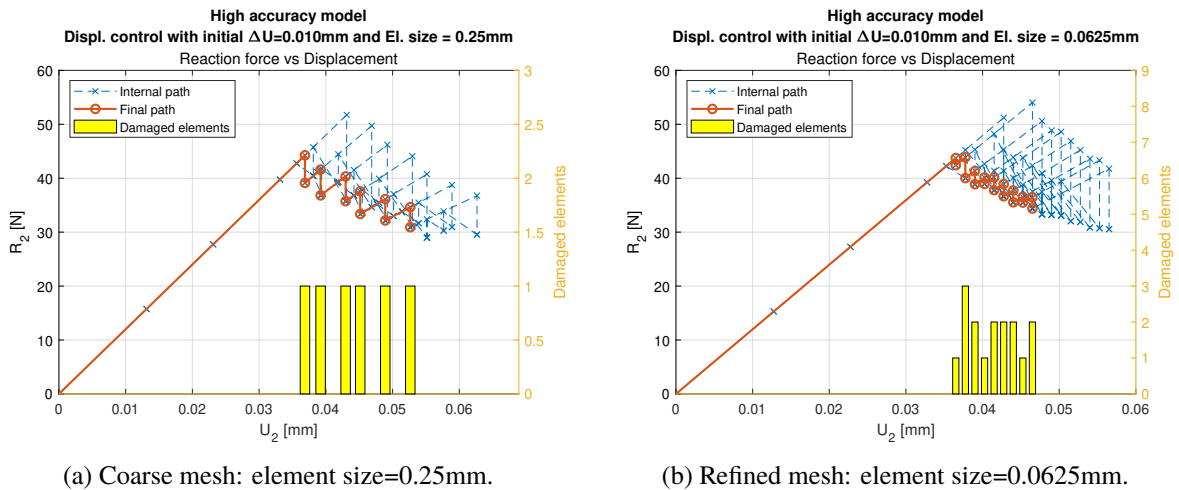 High accuracy model
Displ. control with initial ΔU=0.010mm and El. size = 0.25mm
Reaction force vs Displacement
60
50
40
30
20
10
0
R2 [N]
Internal path
Final path
Damaged elements
3
2.5
2
1.5
1
0.5
0
Damaged elements
0
0.01
0.02
0.03
0.04
0.05
0.06
U2 [mm]
(a) Coarse mesh: element size=0.25mm.
High accuracy model
Displ. control with initial ΔU=0.010mm and El. size = 0.0625mm
Reaction force vs Displacement
60
50
40
30
20
10
0
R2 [N]
Internal path
Final path
Damaged elements
9
8
7
6
5
4
3
2
1
0
Damaged elements
0
0.01
0.02
0.03
0.04
0.05
0.06
U2 [mm]
(b) Refined mesh: element size=0.0625mm.